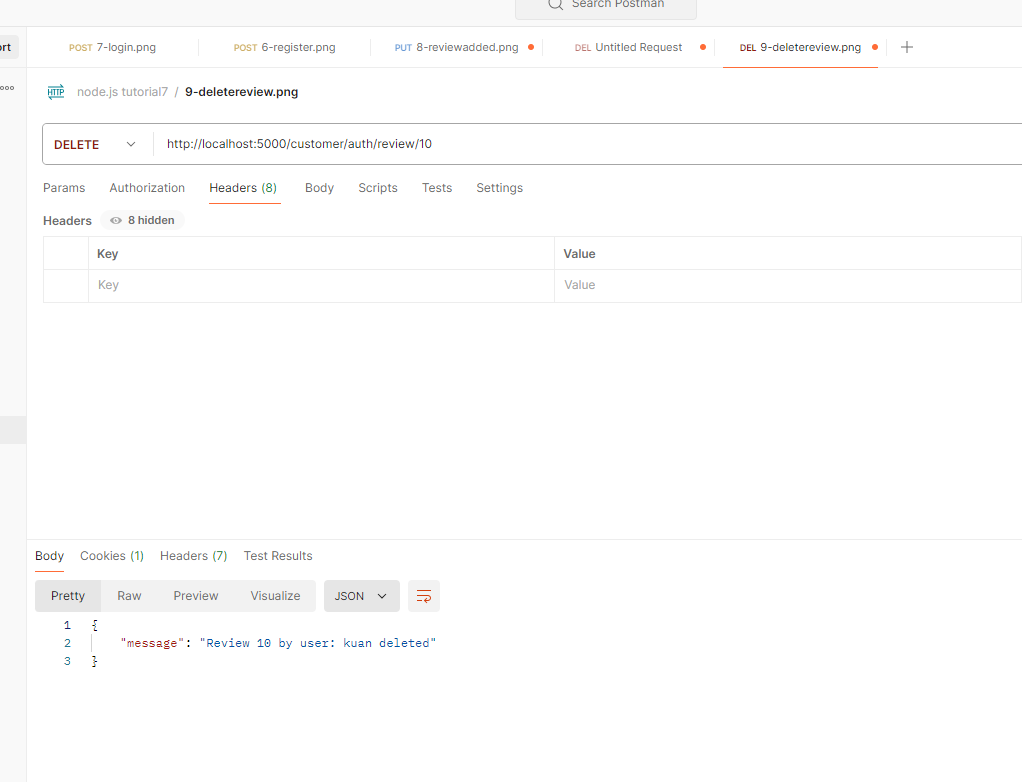 Search Postman
rt
POST 7-login.png
POST 6-register.png
PUT 8-reviewadded.png
DEL Untitled Request
DEL 9-deletereview.png
HTTP node.js tutorial7 / 9-deletereview.png
DELETE http://localhost:5000/customer/auth/review/10
Params Authorization Headers (8) Body Scripts Tests Settings
Headers 8 hidden
Key Value
Key Value
Body Cookies (1) Headers (7) Test Results
Pretty Raw Preview Visualize JSON
1 {
2 "message": "Review 10 by user: kuan deleted"
3 }